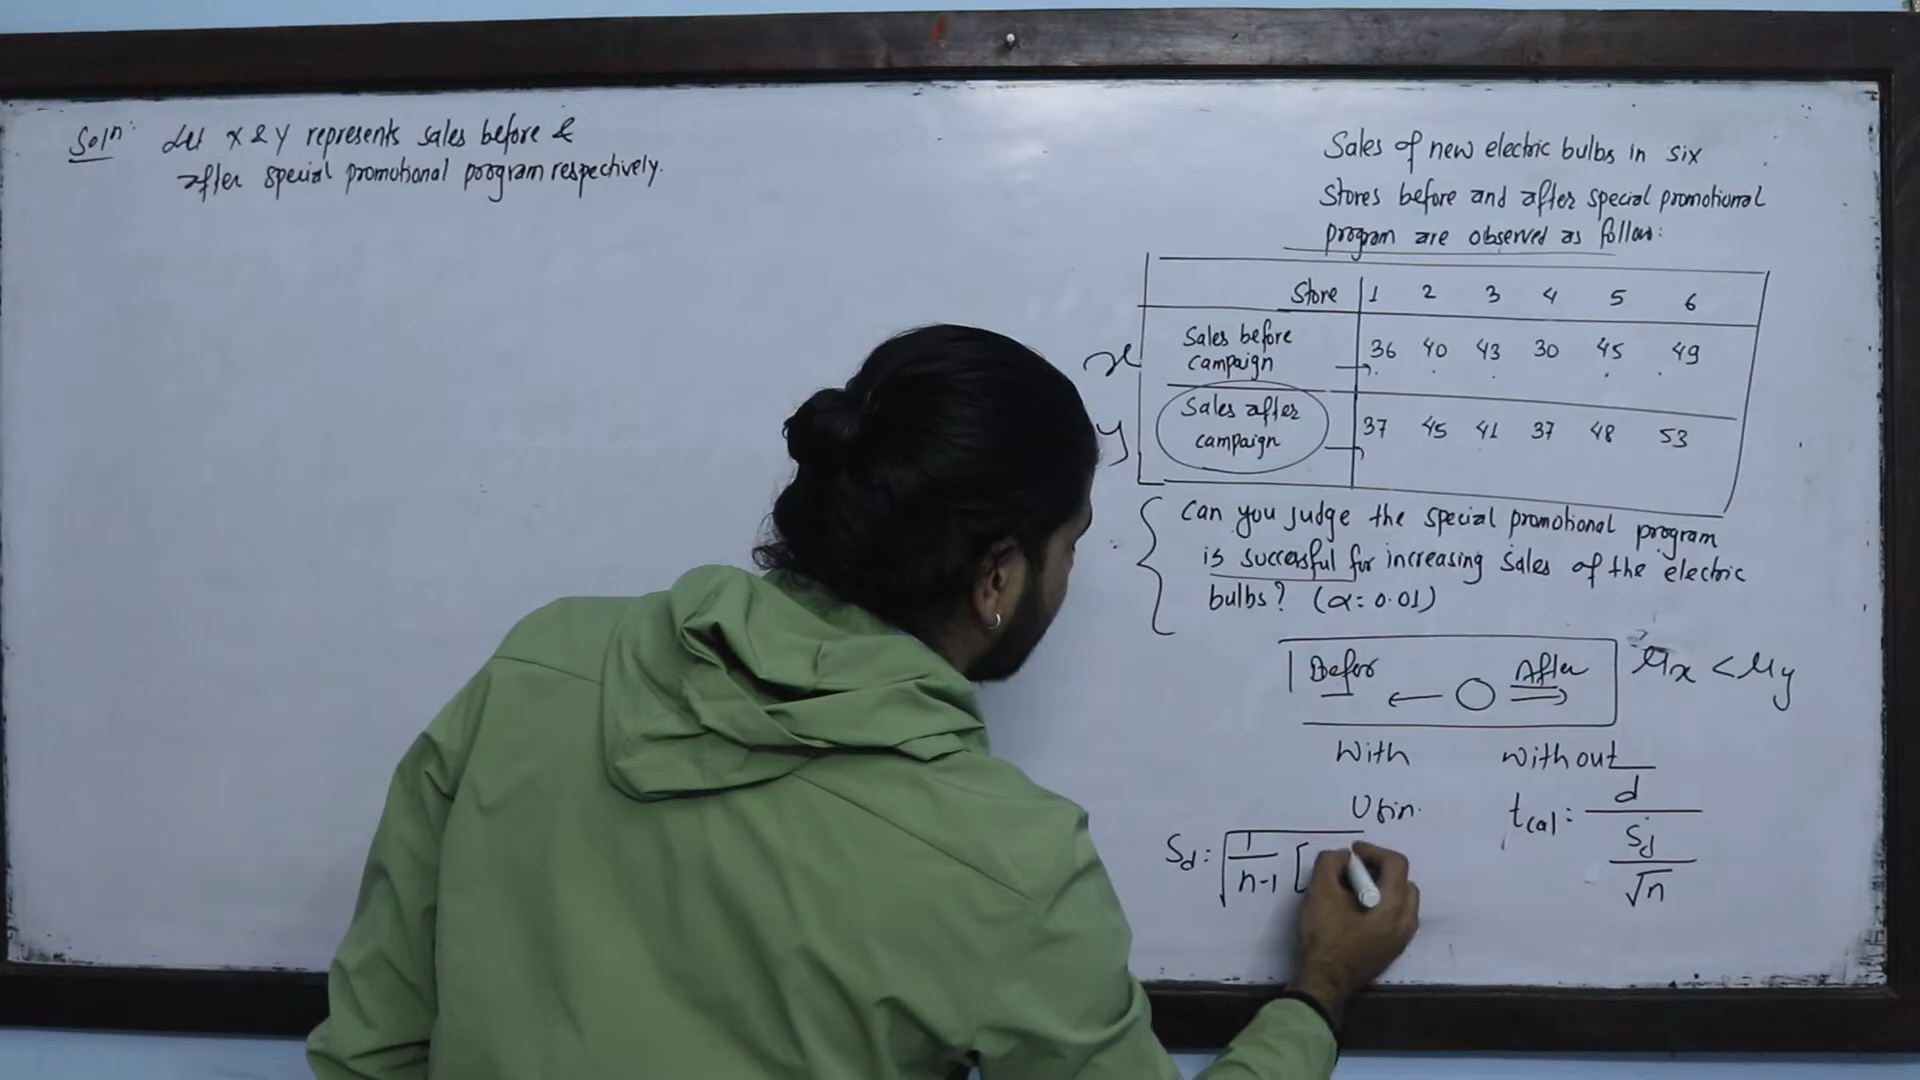 Soln: Let X & Y represents sales before &
after special promotional program respectively.
Sales of new electric bulbs in six
stores before and after special promotional
program are observed as follow:
Store 1 2 3 4 5 6
x Sales before campaign 36 40 43 30 45 49
y Sales after campaign 37 45 41 37 48 53
Can you judge the special promotional program
is successful for increasing sales of the electric
bulbs? (α = 0.01)
Before ← ○ After → μx < μy
With without
Usin.
tcal = d̄ / (Sd / √n)
Sd = √ 1/(n-1) [